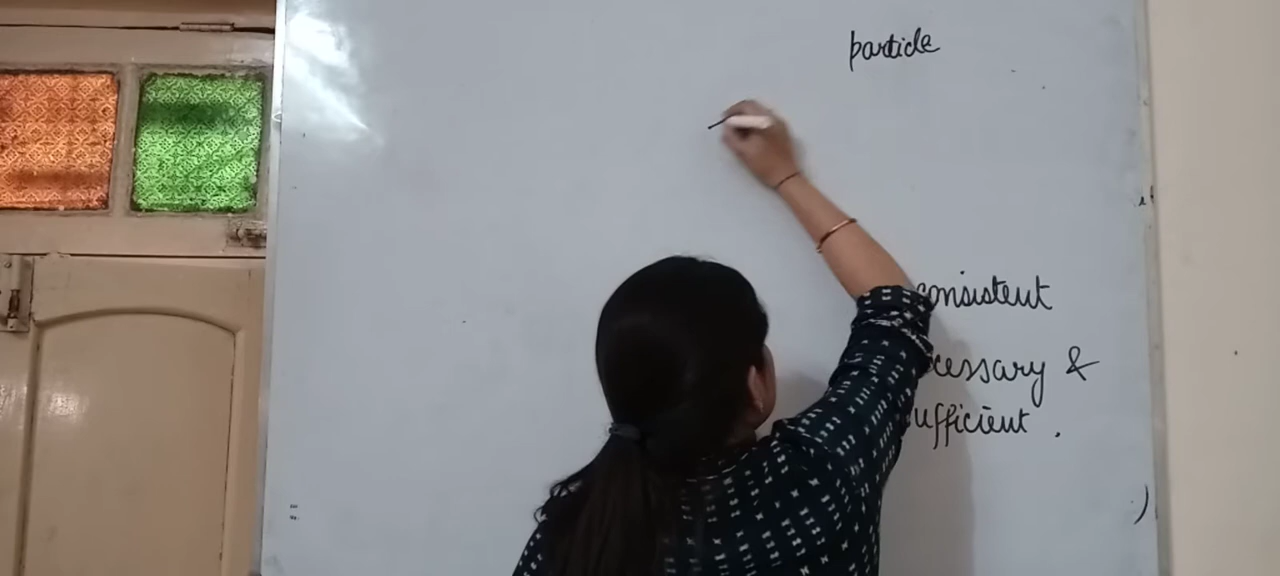 particle
consistent
cessary &
ufficient .